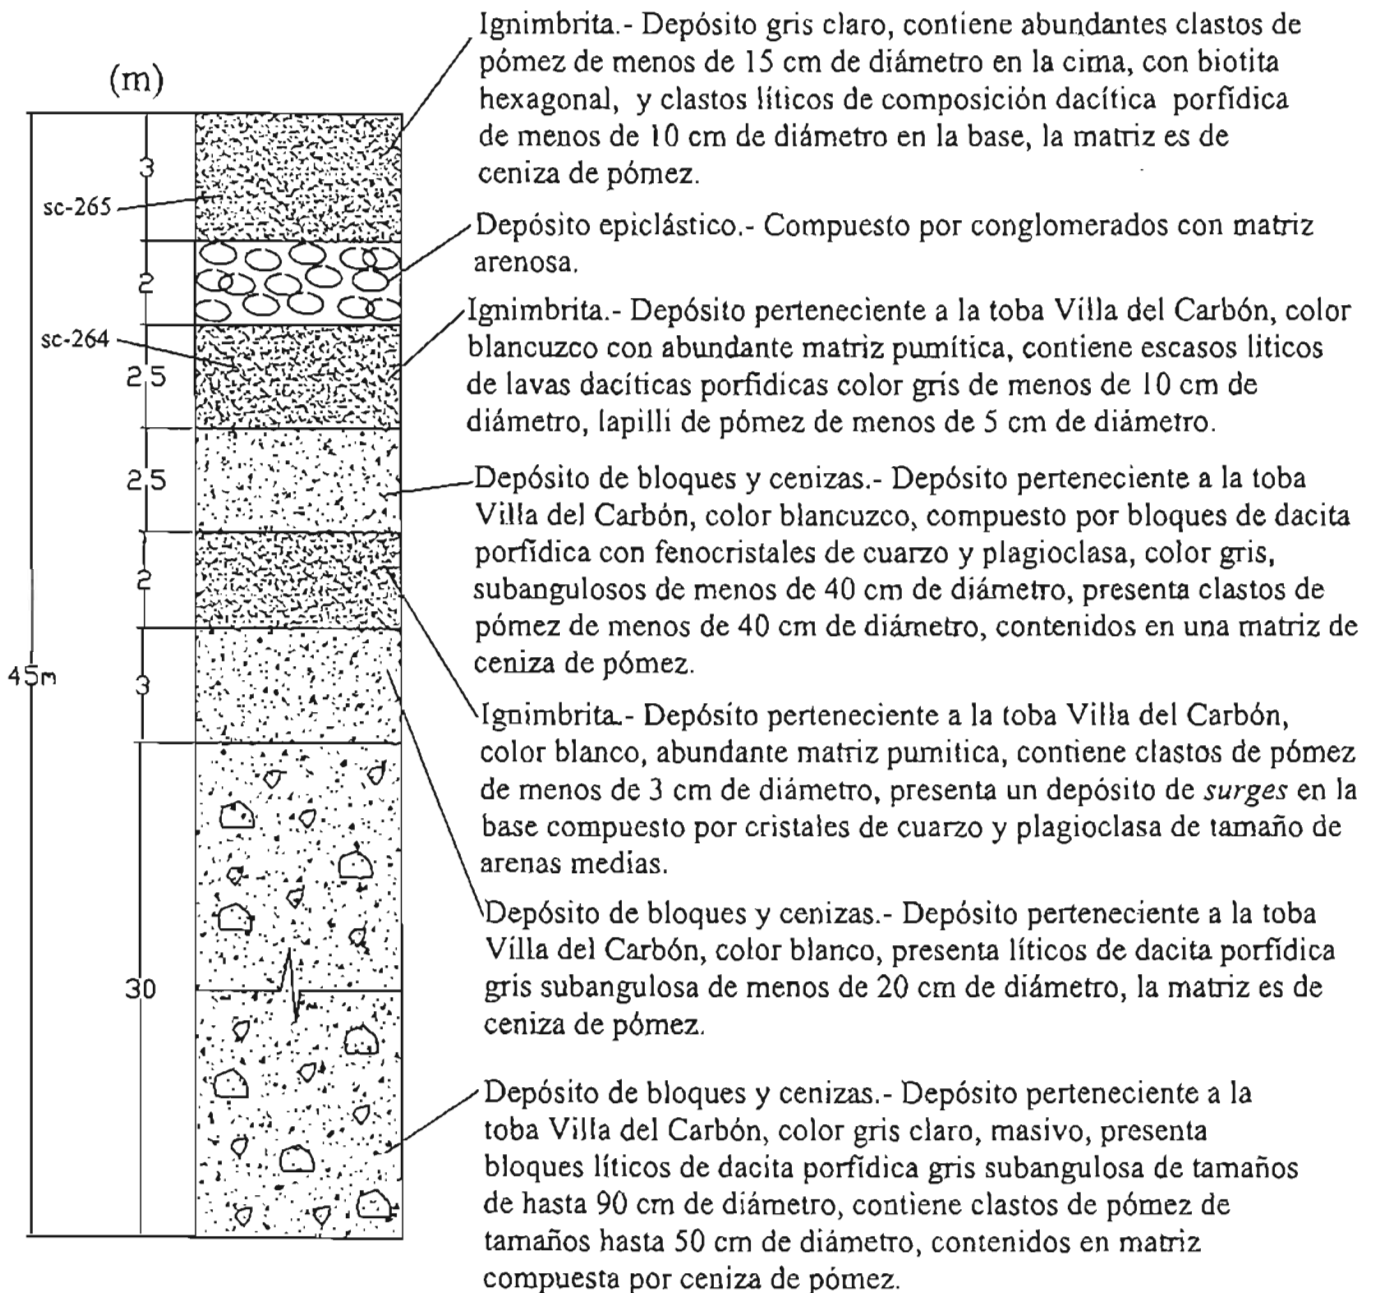 (m)
Ignimbrita.- Depósito gris claro, contiene abundantes clastos de
pómez de menos de 15 cm de diámetro en la cima, con biotita
hexagonal, y clastos líticos de composición dacítica porfídica
de menos de 10 cm de diámetro en la base, la matriz es de
ceniza de pómez.
3
sc-265
Depósito epiclástico.- Compuesto por conglomerados con matriz
arenosa.
2
Ignimbrita.- Depósito perteneciente a la toba Villa del Carbón, color
blancuzco con abundante matriz pumítica, contiene escasos liticos
de lavas dacíticas porfidicas color gris de menos de 10 cm de
diámetro, lapilli de pómez de menos de 5 cm de diámetro.
sc-264
2.5
Depósito de bloques y cenizas.- Depósito perteneciente a la toba
Villa del Carbón, color blancuzco, compuesto por bloques de dacita
porfídica con fenocristales de cuarzo y plagioclasa, color gris,
subangulosos de menos de 40 cm de diámetro, presenta clastos de
pómez de menos de 40 cm de diámetro, contenidos en una matriz de
ceniza de pómez.
2.5
2
Ignimbrita.- Depósito perteneciente a la toba Villa del Carbón,
color blanco, abundante matriz pumitica, contiene clastos de pómez
de menos de 3 cm de diámetro, presenta un depósito de surges en la
base compuesto por cristales de cuarzo y plagioclasa de tamaño de
arenas medias.
45m
3
Depósito de bloques y cenizas.- Depósito perteneciente a la toba
Villa del Carbón, color blanco, presenta líticos de dacita porfídica
gris subangulosa de menos de 20 cm de diámetro, la matriz es de
ceniza de pómez.
30
Depósito de bloques y cenizas.- Depósito perteneciente a la
toba Villa del Carbón, color gris claro, masivo, presenta
bloques líticos de dacita porfídica gris subangulosa de tamaños
de hasta 90 cm de diámetro, contiene clastos de pómez de
tamaños hasta 50 cm de diámetro, contenidos en matriz
compuesta por ceniza de pómez.